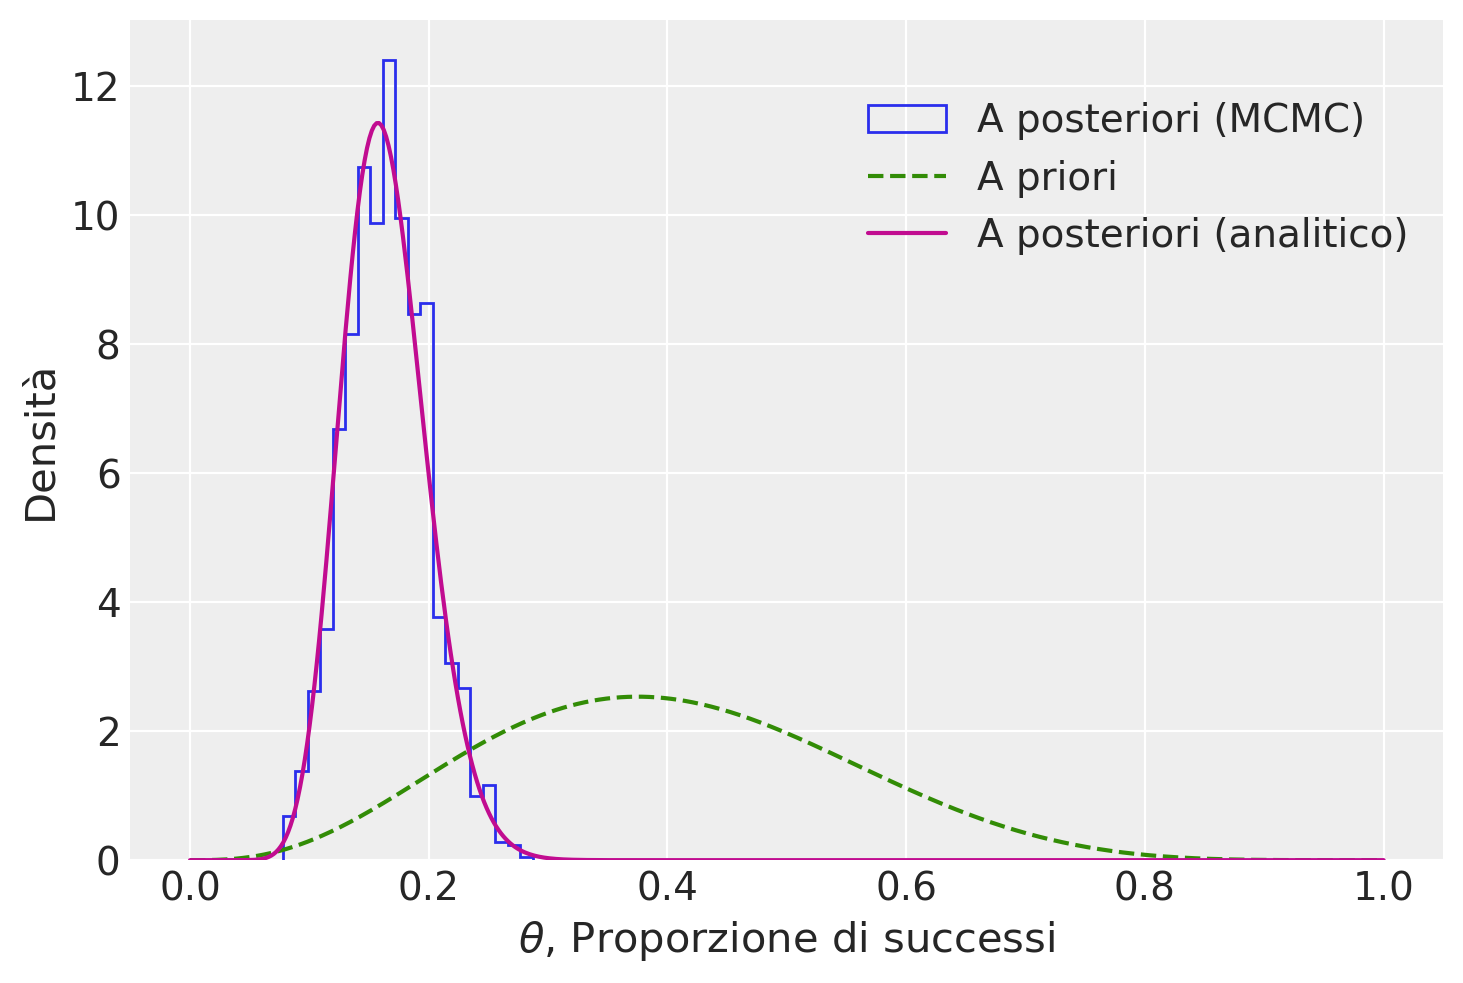 A posteriori (MCMC)
A priori
A posteriori (analitico)
Densità
12
10
8
6
4
2
0
0.0 0.2 0.4 0.6 0.8 1.0
θ, Proporzione di successi